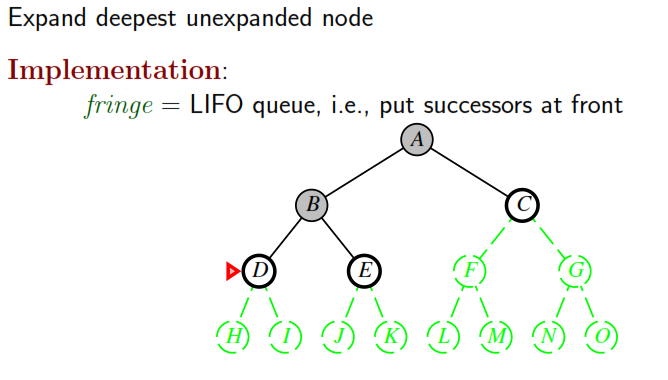 Expand deepest unexpanded node
Implementation:
fringe = LIFO queue, i.e., put successors at front
A
B C
D E F G
H I J K L M N O